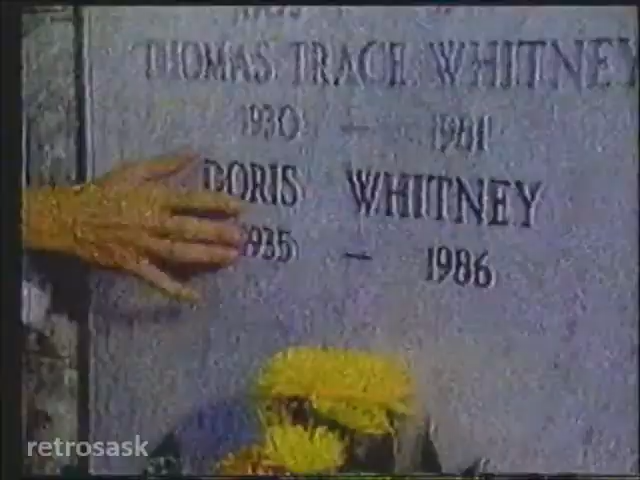 THOMAS TRACE WHITNEY
1930 – 1981
DORIS WHITNEY
1935 – 1986
retrosask